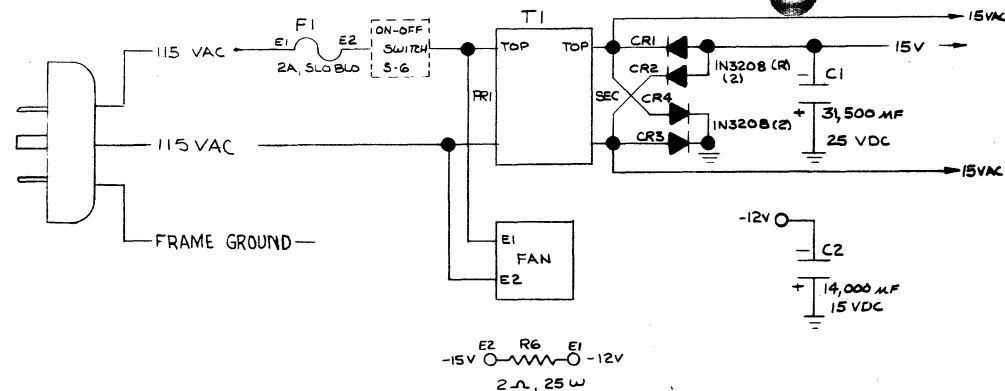 115 VAC
E1
F1
E2
2A, SLO BLO
ON-OFF
SWITCH
S-6
T1
TOP
TOP
PRI
SEC
115 VAC
FRAME GROUND
E1
FAN
E2
CR1
CR2
CR4
CR3
1N3208 (R)
(2)
1N3208(2)
15VAC
15V
C1
+ 31,500 MF
25 VDC
15VAC
-12V
C2
+ 14,000 MF
15 VDC
-15V E2 R6 E1 -12V
2 Ω, 25 W